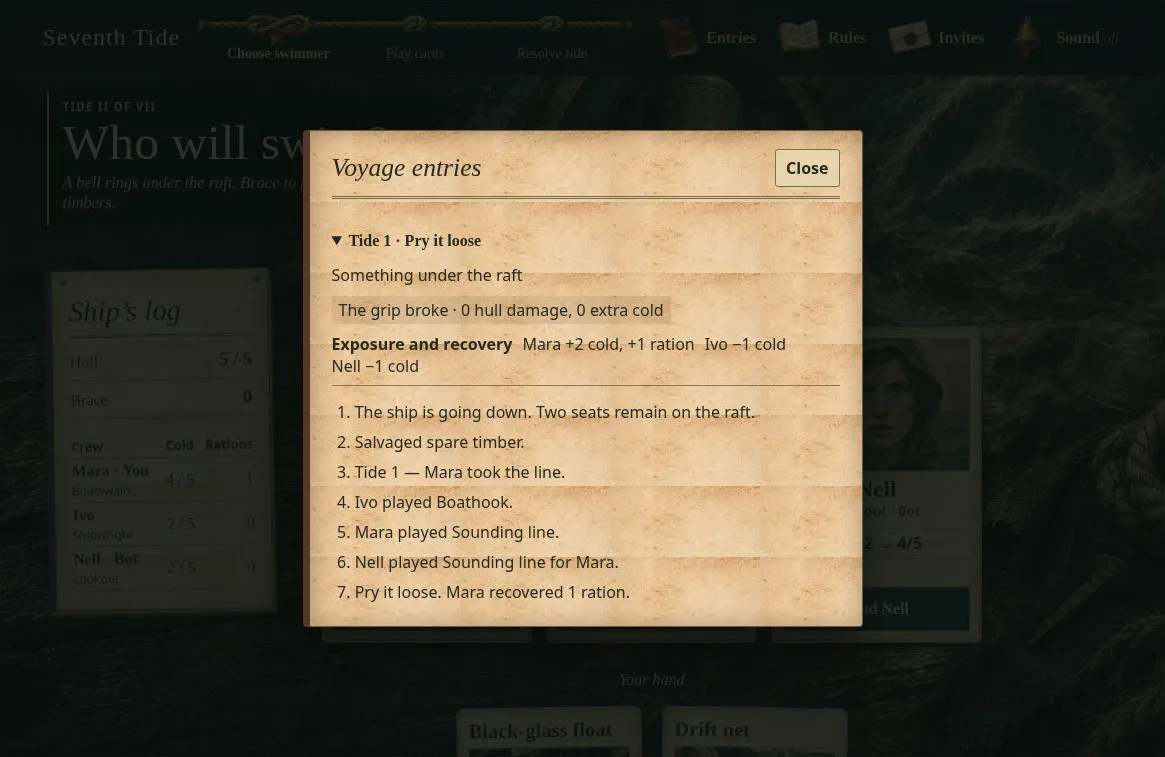 Seventh Tide
Choose swimmer
Play cards
Resolve tide
Entries
Rules
Invites
Sound off
TIDE II OF VII
Who will
A bell rings under the raft. Brace to
timbers.
Voyage entries
Close
▼ Tide 1 · Pry it loose
Something under the raft
The grip broke · 0 hull damage, 0 extra cold
Exposure and recovery Mara +2 cold, +1 ration Ivo −1 cold
Nell −1 cold
1. The ship is going down. Two seats remain on the raft.
2. Salvaged spare timber.
3. Tide 1 — Mara took the line.
4. Ivo played Boathook.
5. Mara played Sounding line.
6. Nell played Sounding line for Mara.
7. Pry it loose. Mara recovered 1 ration.
Ship's log
Hull 5 / 5
Brace 0
Crew Cold Rations
Mara · You 4 / 5 1
Boatswain
Ivo 3 / 5 0
Shipwright
Nell · Bot 2 / 5 0
Lookout
Nell
· Bot
2 → 4/5
Nell
Your hand
Black-glass float
Drift net